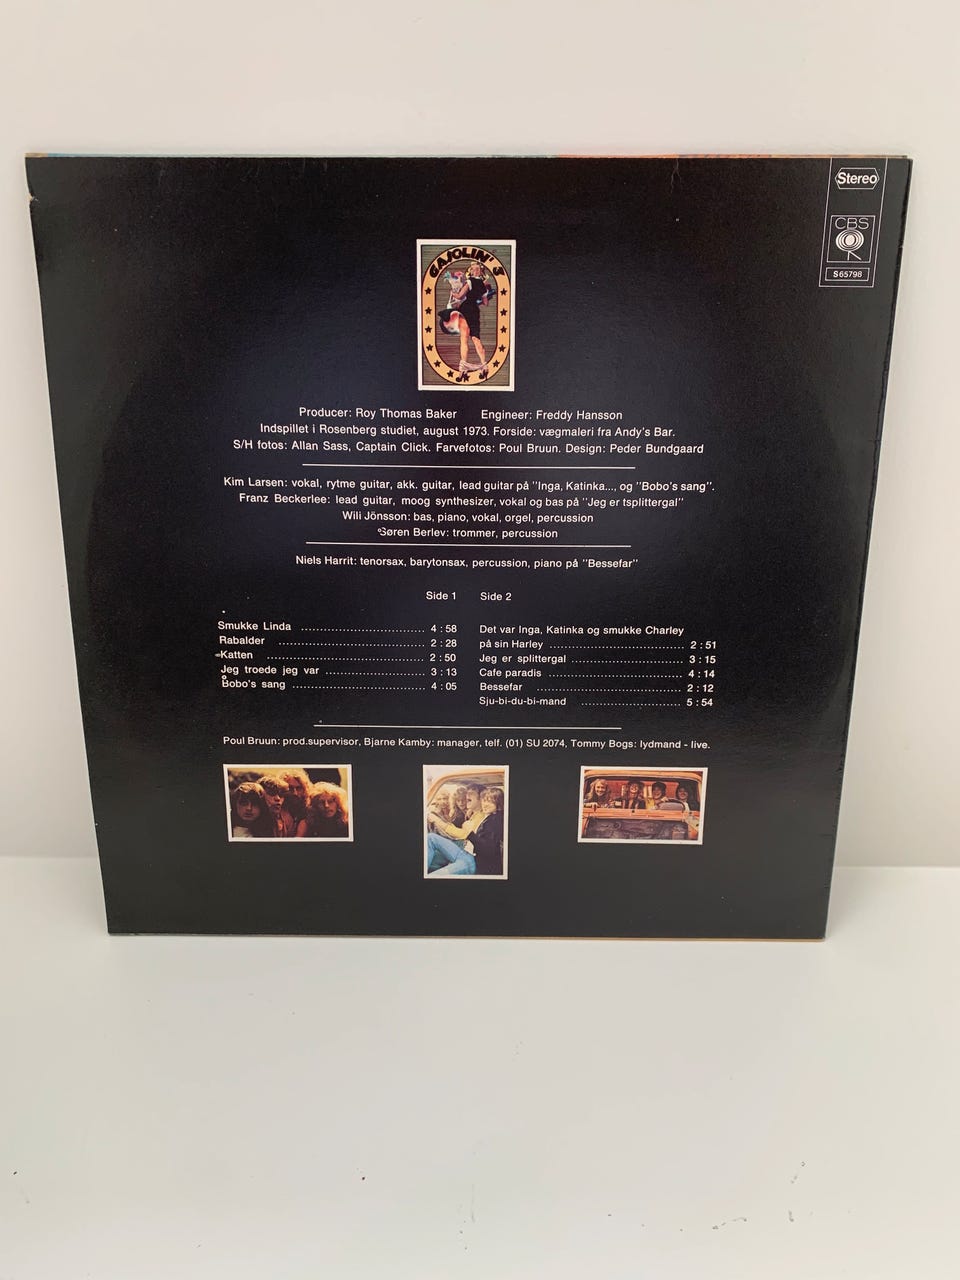 Stereo
CBS
S 65798
GASOLIN' 3
Producer: Roy Thomas Baker Engineer: Freddy Hansson
Indspillet i Rosenberg studiet, august 1973. Forside: vægmaleri fra Andy's Bar.
S/H fotos: Allan Sass, Captain Click. Farvefotos: Poul Bruun. Design: Peder Bundgaard
Kim Larsen: vokal, rytme guitar, akk. guitar, lead guitar på "Inga, Katinka..., og "Bobo's sang".
Franz Beckerlee: lead guitar, moog synthesizer, vokal og bas på "Jeg er tsplittergal"
Wili Jönsson: bas, piano, vokal, orgel, percussion
Søren Berlev: trommer, percussion
Niels Harrit: tenorsax, barytonsax, percussion, piano på "Bessefar"
Side 1 Side 2
Smukke Linda 4 : 58
Rabalder 2 : 28
Katten 2 : 50
Jeg troede jeg var 3 : 13
Bobo's sang 4 : 05
Det var Inga, Katinka og smukke Charley
på sin Harley 2 : 51
Jeg er splittergal 3 : 15
Cafe paradis 4 : 14
Bessefar 2 : 12
Sju-bi-du-bi-mand 5 : 54
Poul Bruun: prod.supervisor, Bjarne Kamby: manager, telf. (01) SU 2074, Tommy Bogs: lydmand - live.